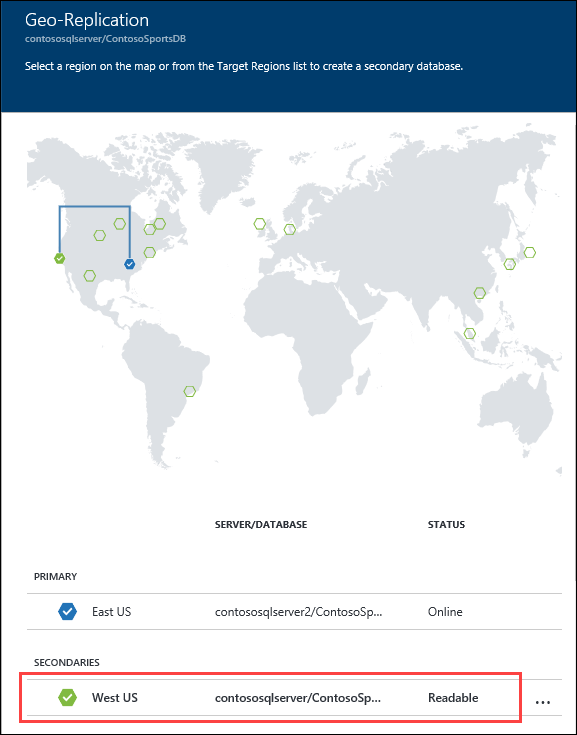 Geo-Replication
contososqlserver/ContosoSportsDB
Select a region on the map or from the Target Regions list to create a secondary database.
SERVER/DATABASE STATUS
PRIMARY
East US contososqlserver2/ContosoSp... Online
SECONDARIES
West US contososqlserver/ContosoSp... Readable ...